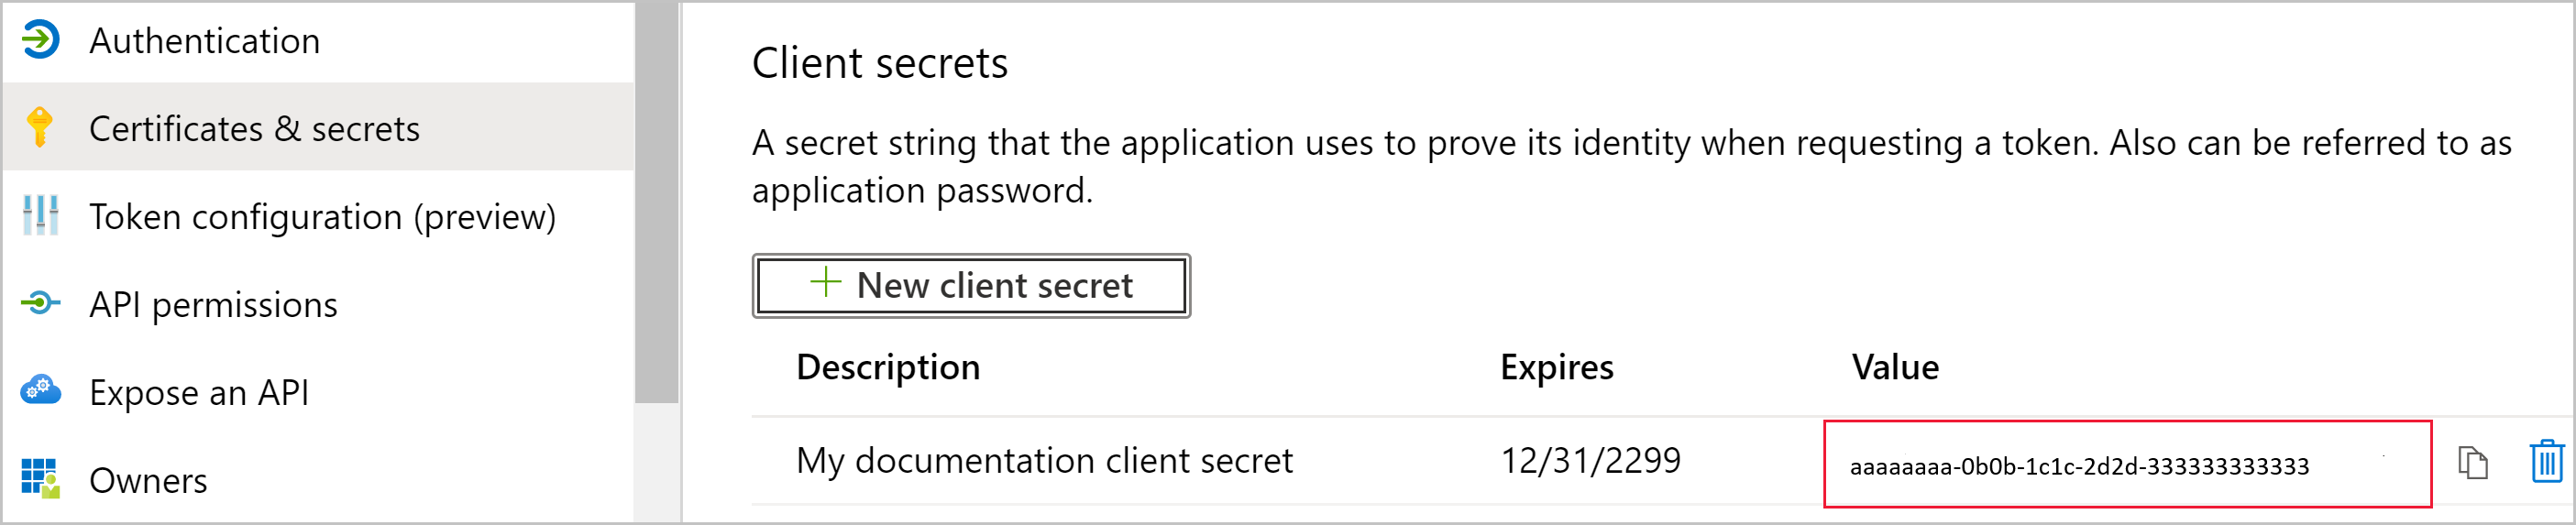 Authentication
Certificates & secrets
Token configuration (preview)
API permissions
Expose an API
Owners
Client secrets
A secret string that the application uses to prove its identity when requesting a token. Also can be referred to as
application password.
New client secret
Description Expires Value
My documentation client secret 12/31/2299 aaaaaaaa-0b0b-1c1c-2d2d-333333333333